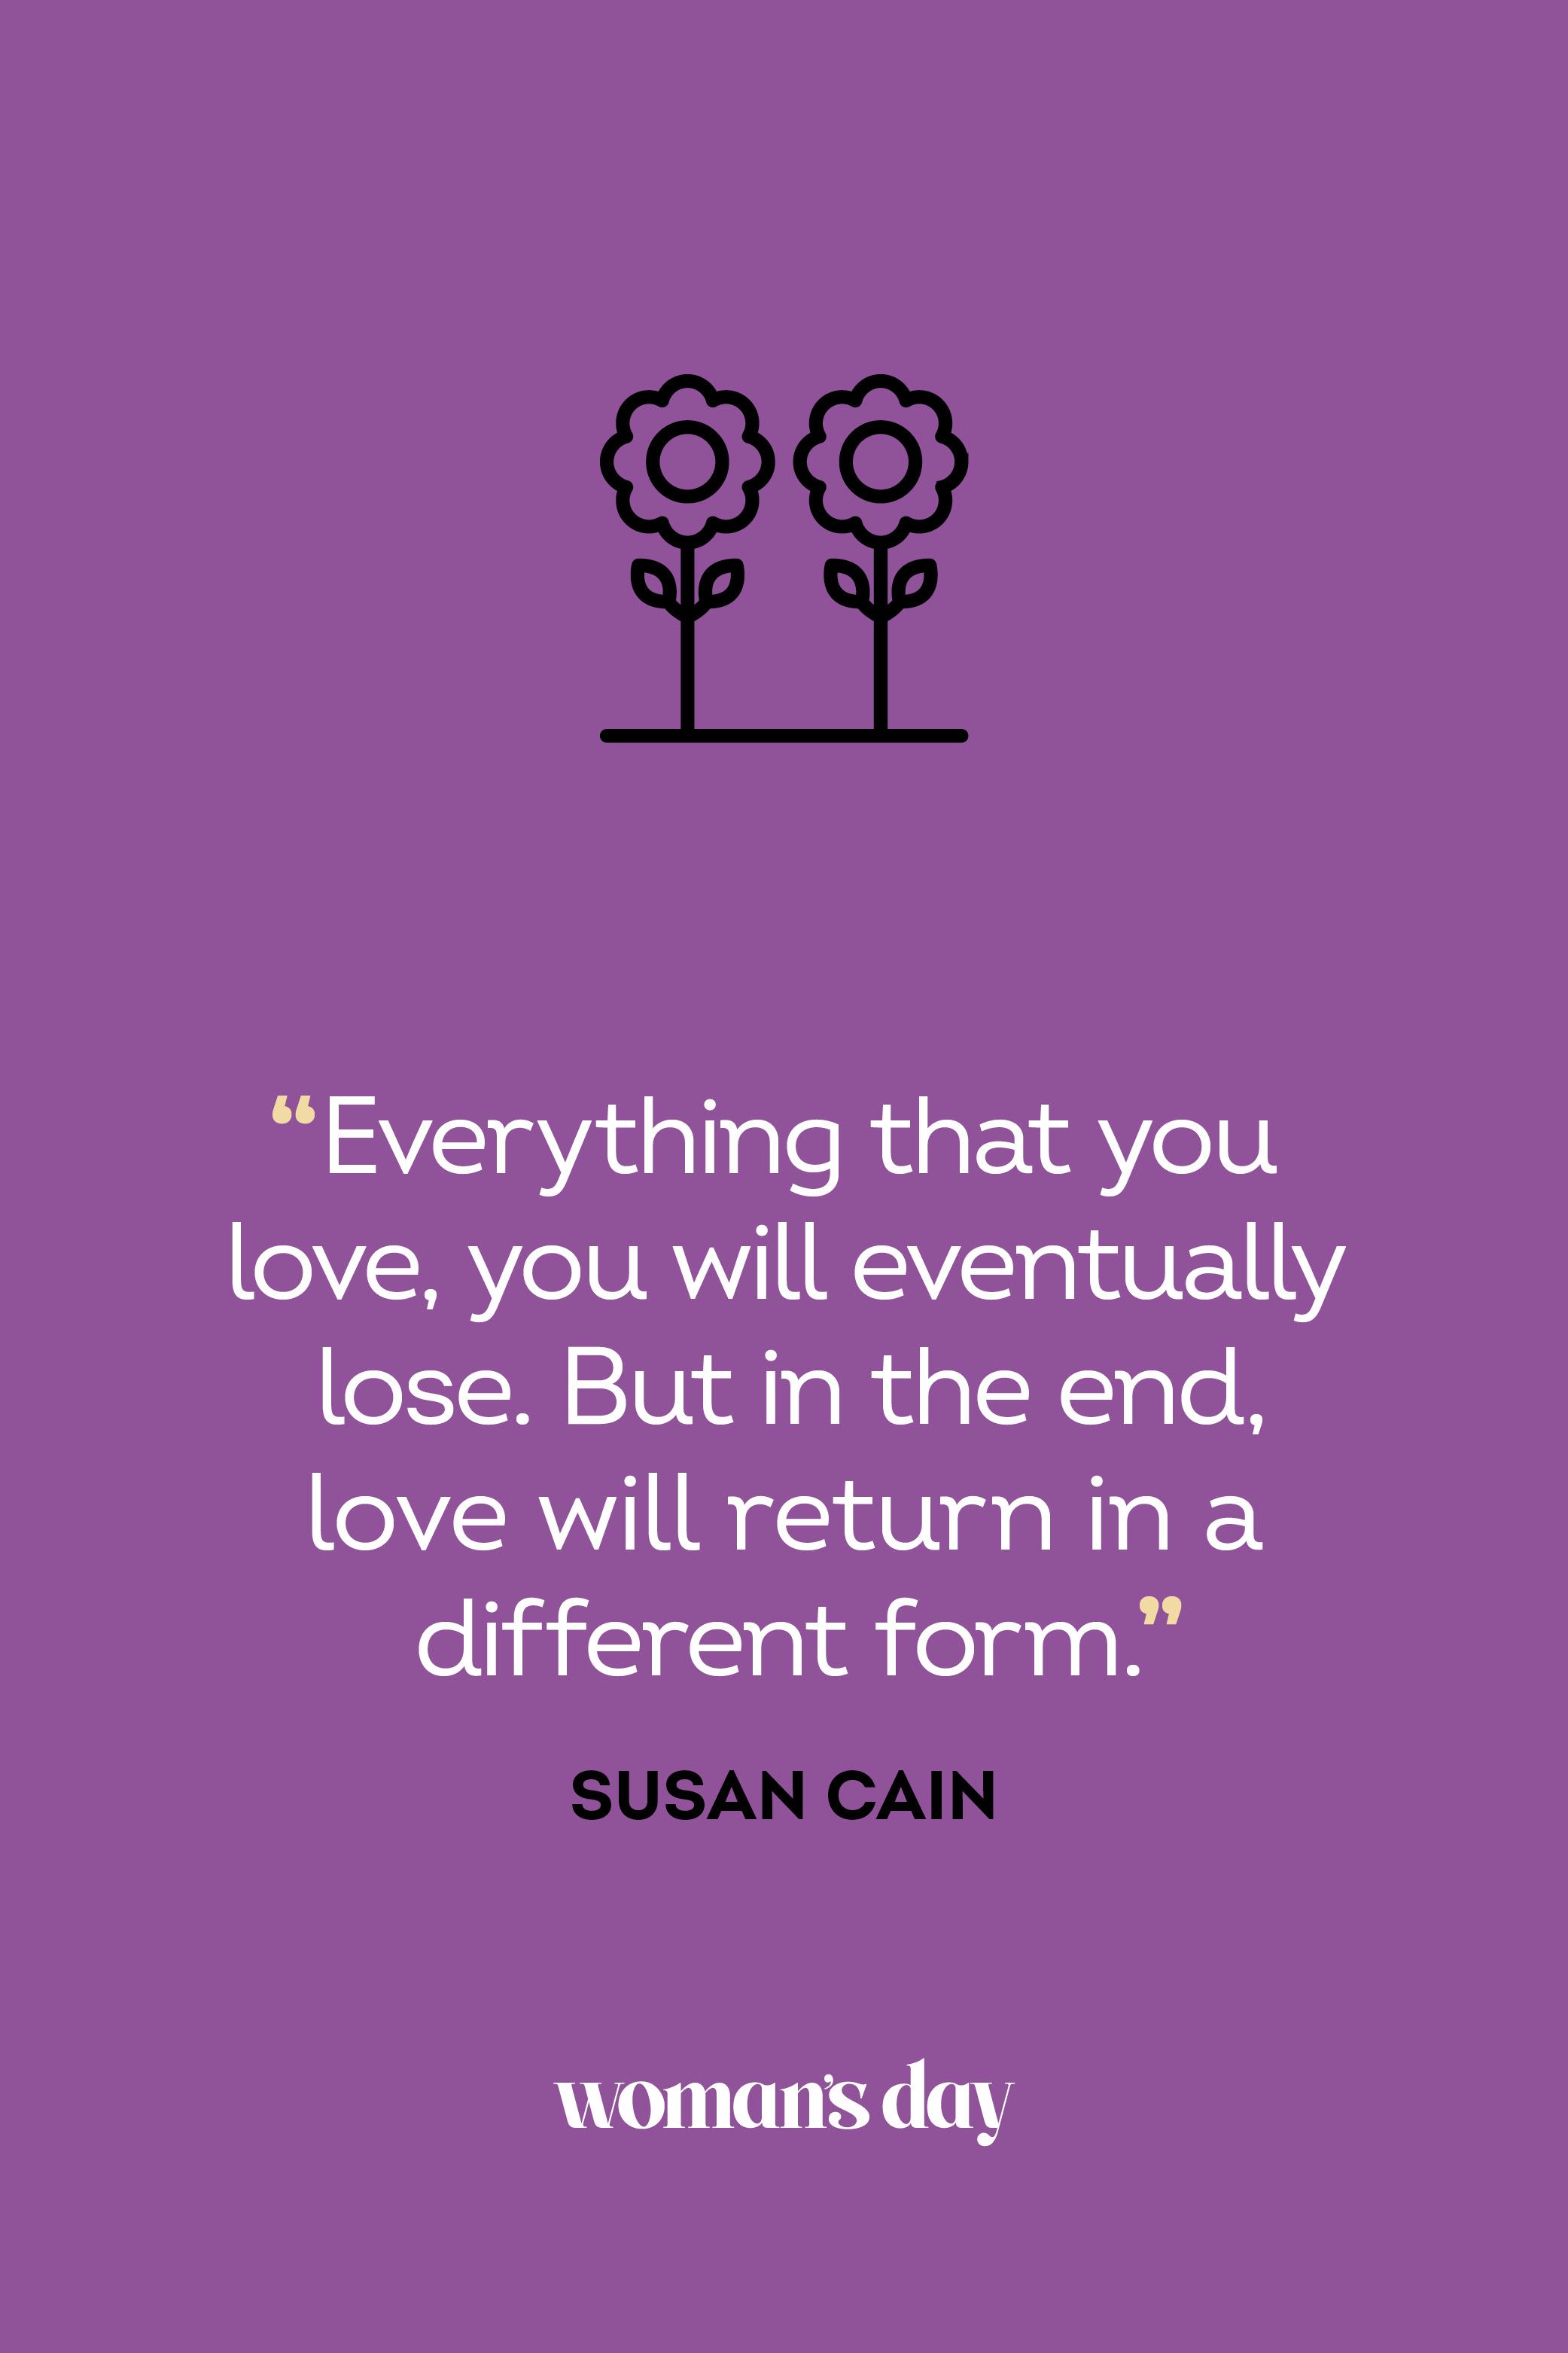 “Everything that you
love, you will eventually
lose. But in the end,
love will return in a
different form.”
SUSAN CAIN
woman’s day